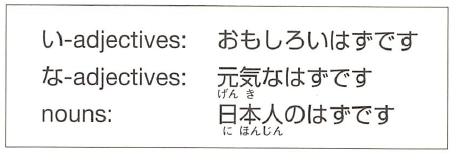 い-adjectives: おもしろいはずです
な-adjectives: 元気なはずです
げん き
nouns: 日本人のはずです
に ほんじん